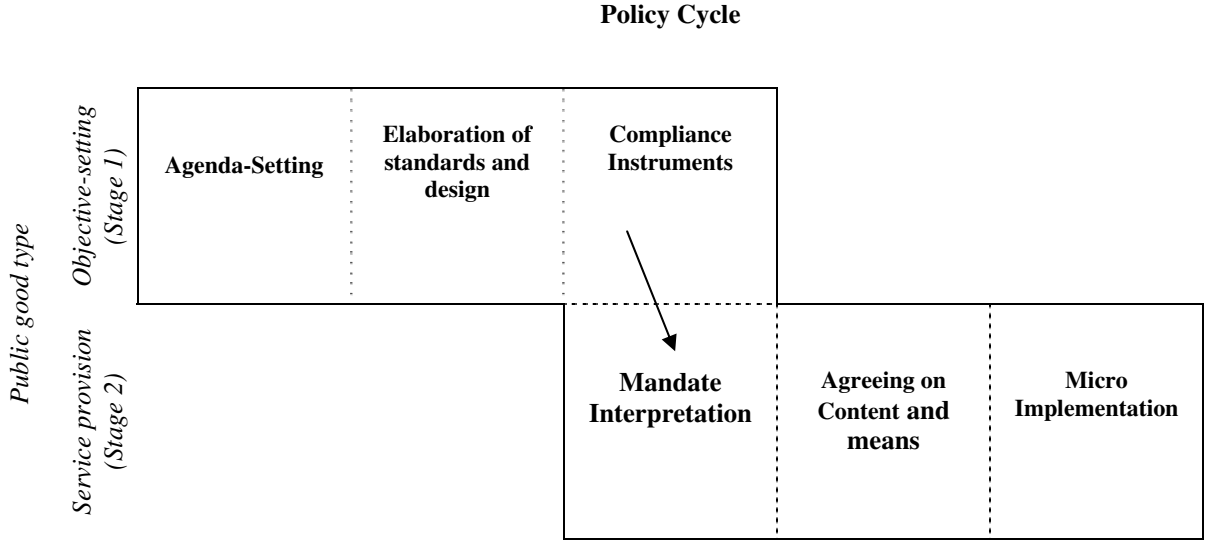 Policy Cycle
Public good type
Objective-setting
(Stage 1)
Agenda-Setting
Elaboration of
standards and
design
Compliance
Instruments
Service provision
(Stage 2)
Mandate
Interpretation
Agreeing on
Content and
means
Micro
Implementation